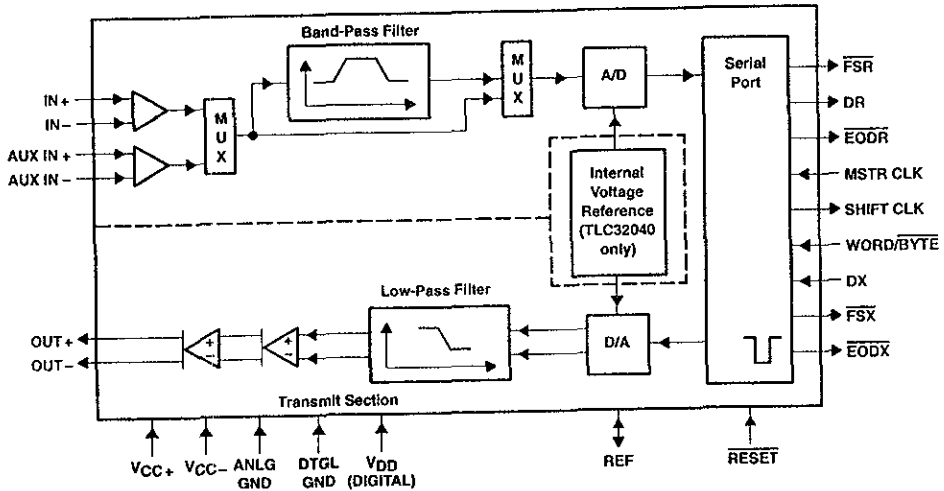 Band-Pass Filter
M
U
X
A/D
Serial
Port
FSR
DR
EODR
MSTR CLK
SHIFT CLK
WORD/BYTE
DX
FSX
EODX
IN +
IN −
AUX IN +
AUX IN −
M
U
X
Internal
Voltage
Reference
(TLC32040
only)
Low-Pass Filter
D/A
OUT+
OUT−
+
−
+
−
Transmit Section
VCC+
VCC−
ANLG
GND
DTGL
GND
VDD
(DIGITAL)
REF
RESET